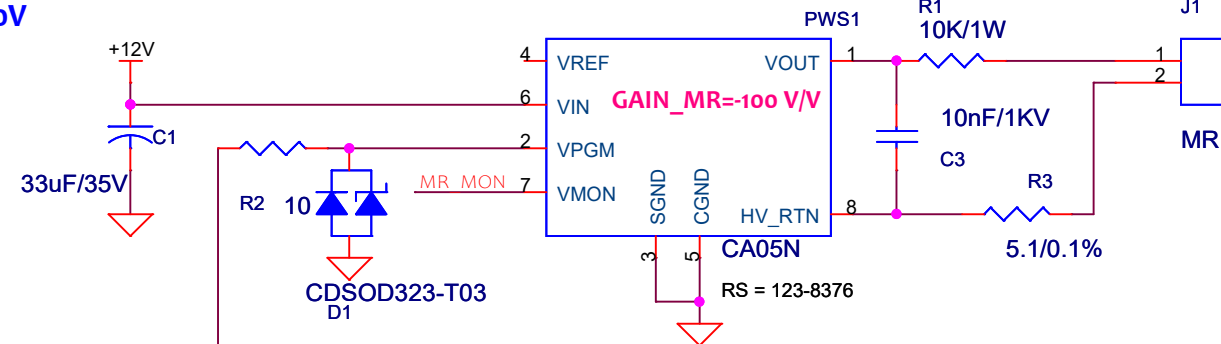 pV
+12V
C1
33uF/35V
R2
10
CDSOD323-T03
D1
MR_MON
PWS1
4
VREF
6
VIN
2
VPGM
7
VMON
GAIN_MR=-100 V/V
VOUT
1
HV_RTN
8
SGND
CGND
3
5
CA05N
RS = 123-8376
R1
10K/1W
10nF/1KV
C3
R3
5.1/0.1%
J1
1
2
MR